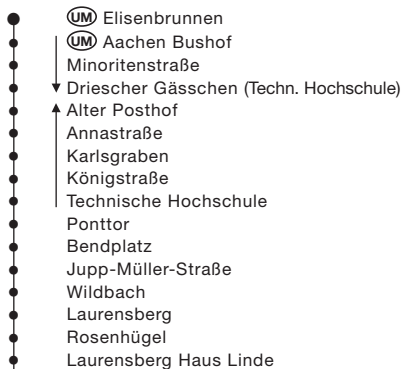 UM Elisenbrunnen
UM Aachen Bushof
Minoritenstraße
Driescher Gässchen (Techn. Hochschule)
Alter Posthof
Annastraße
Karlsgraben
Königstraße
Technische Hochschule
Ponttor
Bendplatz
Jupp-Müller-Straße
Wildbach
Laurensberg
Rosenhügel
Laurensberg Haus Linde